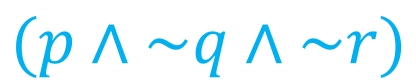 (p ∧ ~q ∧ ~r)